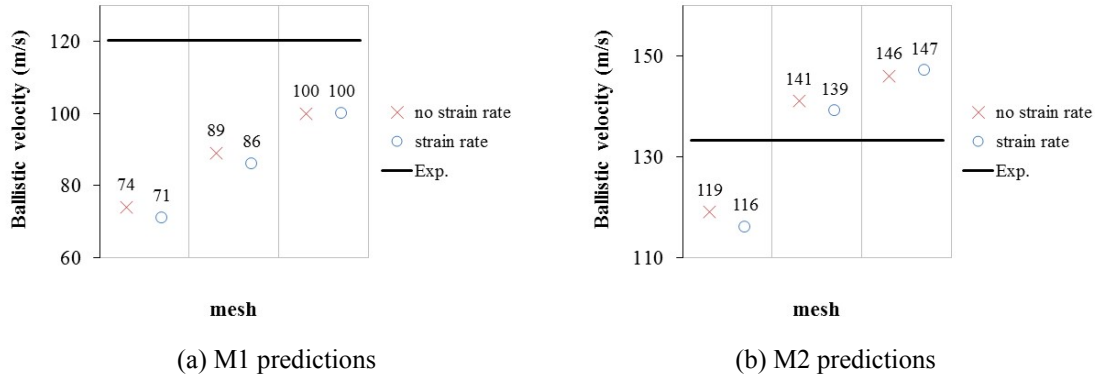 Ballistic velocity (m/s)
120
100
80
60
74
71
89
86
100
100
no strain rate
strain rate
Exp.
mesh
(a) M1 predictions
Ballistic velocity (m/s)
150
130
110
119
116
141
139
146
147
no strain rate
strain rate
Exp.
mesh
(b) M2 predictions